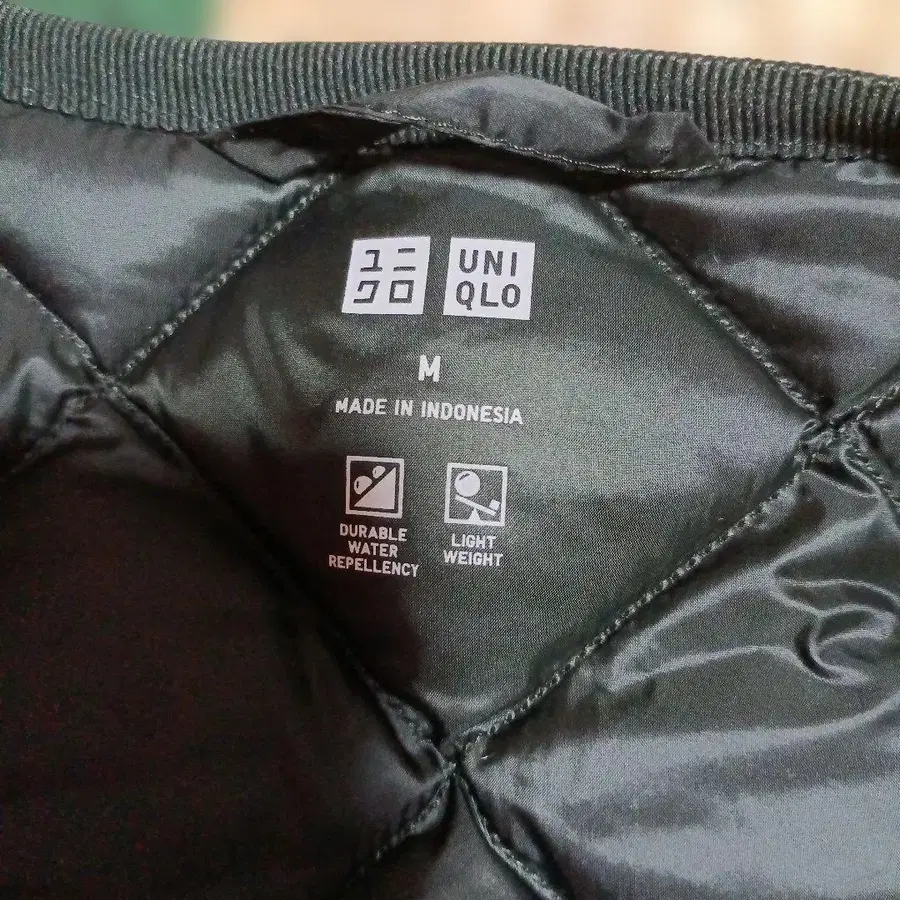 ユニ
クロ
UNI
QLO
M
MADE IN INDONESIA
DURABLE
WATER
REPELLENCY
LIGHT
WEIGHT